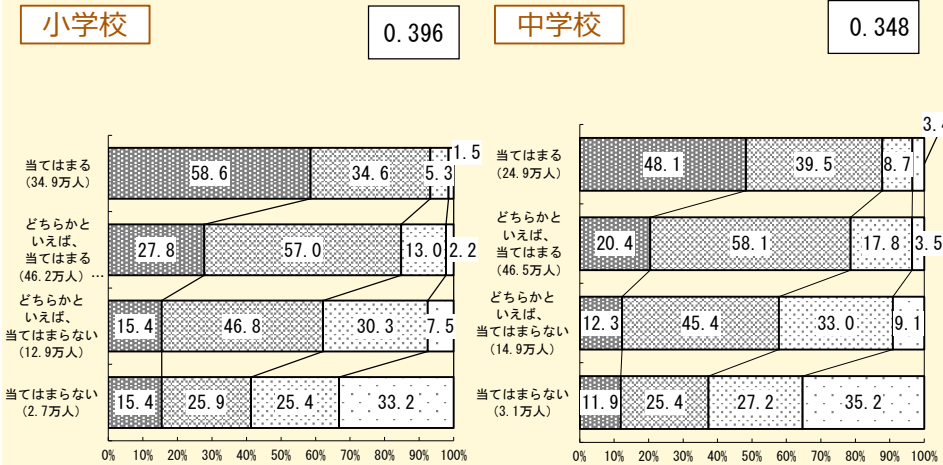 小学校
0.396
中学校
0.348
当てはまる
(34.9万人)
58.6
34.6
5.3
1.5
どちらかと
いえば、
当てはまる
(46.2万人) …
27.8
57.0
13.0
2.2
どちらかと
いえば、
当てはまらない
(12.9万人)
15.4
46.8
30.3
7.5
当てはまらない
(2.7万人)
15.4
25.9
25.4
33.2
0% 10% 20% 30% 40% 50% 60% 70% 80% 90% 100%
当てはまる
(24.9万人)
48.1
39.5
8.7
どちらかと
いえば、
当てはまる
(46.5万人)
20.4
58.1
17.8
3.5
どちらかと
いえば、
当てはまらない
(14.9万人)
12.3
45.4
33.0
9.1
当てはまらない
(3.1万人)
11.9
25.4
27.2
35.2
0% 10% 20% 30% 40% 50% 60% 70% 80% 90% 100%